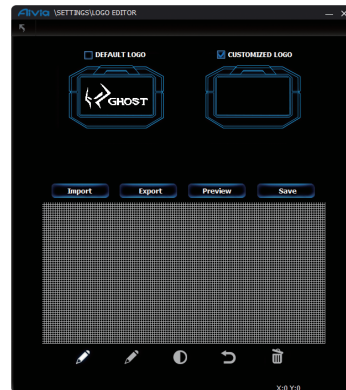 Aivia \SETTINGS\LOGO EDITOR
DEFAULT LOGO
CUSTOMIZED LOGO
GHOST
Import
Export
Preview
Save
X:0 Y:0